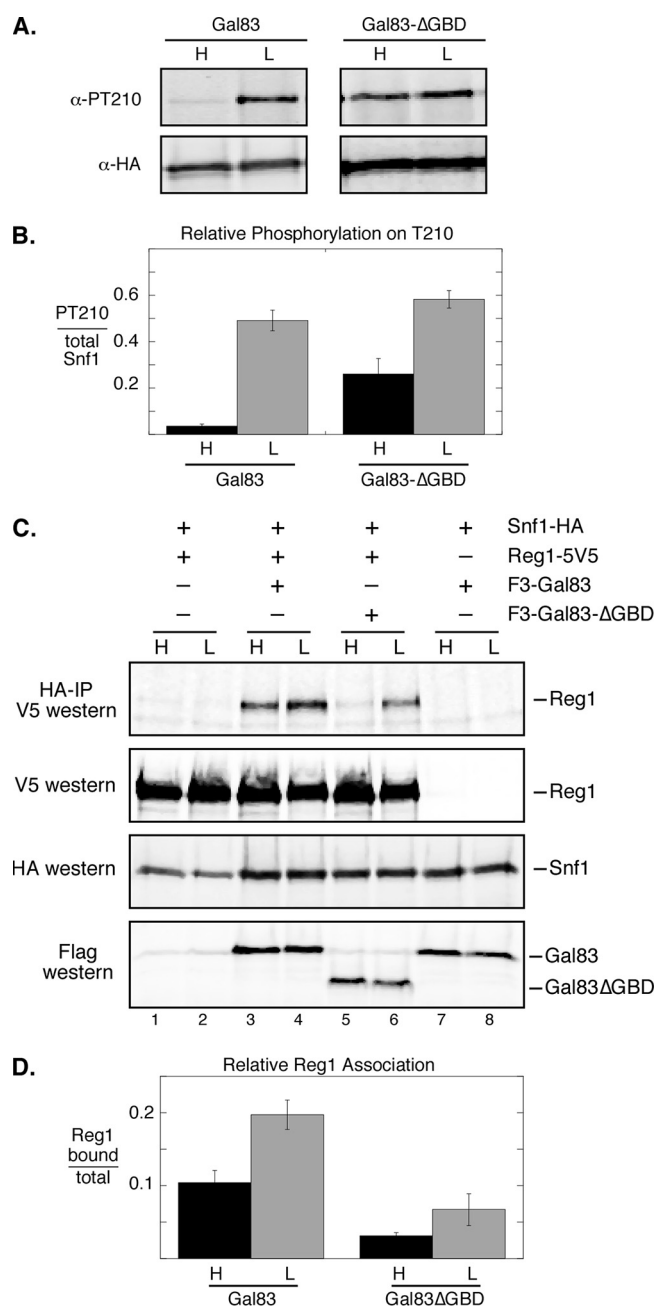 A.
Gal83 Gal83-ΔGBD
H L H L
α-PT210
α-HA
B.
Relative Phosphorylation on T210
PT210
total
Snf1
0.6
0.4
0.2
H L H L
Gal83 Gal83-ΔGBD
C.
+ + + + Snf1-HA
+ + + – Reg1-5V5
– + – + F3-Gal83
– – + – F3-Gal83-ΔGBD
H L H L H L H L
HA-IP
V5 western
–Reg1
V5 western –Reg1
HA western –Snf1
Flag
western
–Gal83
–Gal83ΔGBD
1 2 3 4 5 6 7 8
D.
Relative Reg1 Association
Reg1
bound
total
0.2
0.1
H L H L
Gal83 Gal83ΔGBD